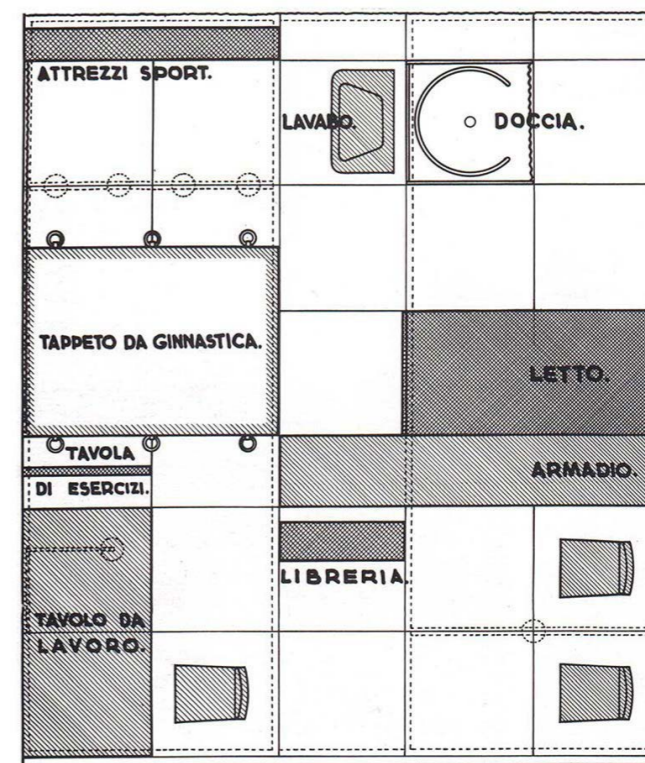 ATTREZZI SPORT.
LAVABO.
DOCCIA.
TAPPETO DA GINNASTICA.
LETTO.
TAVOLA
DI ESERCIZI.
ARMADIO.
LIBRERIA.
TAVOLO DA
LAVORO.